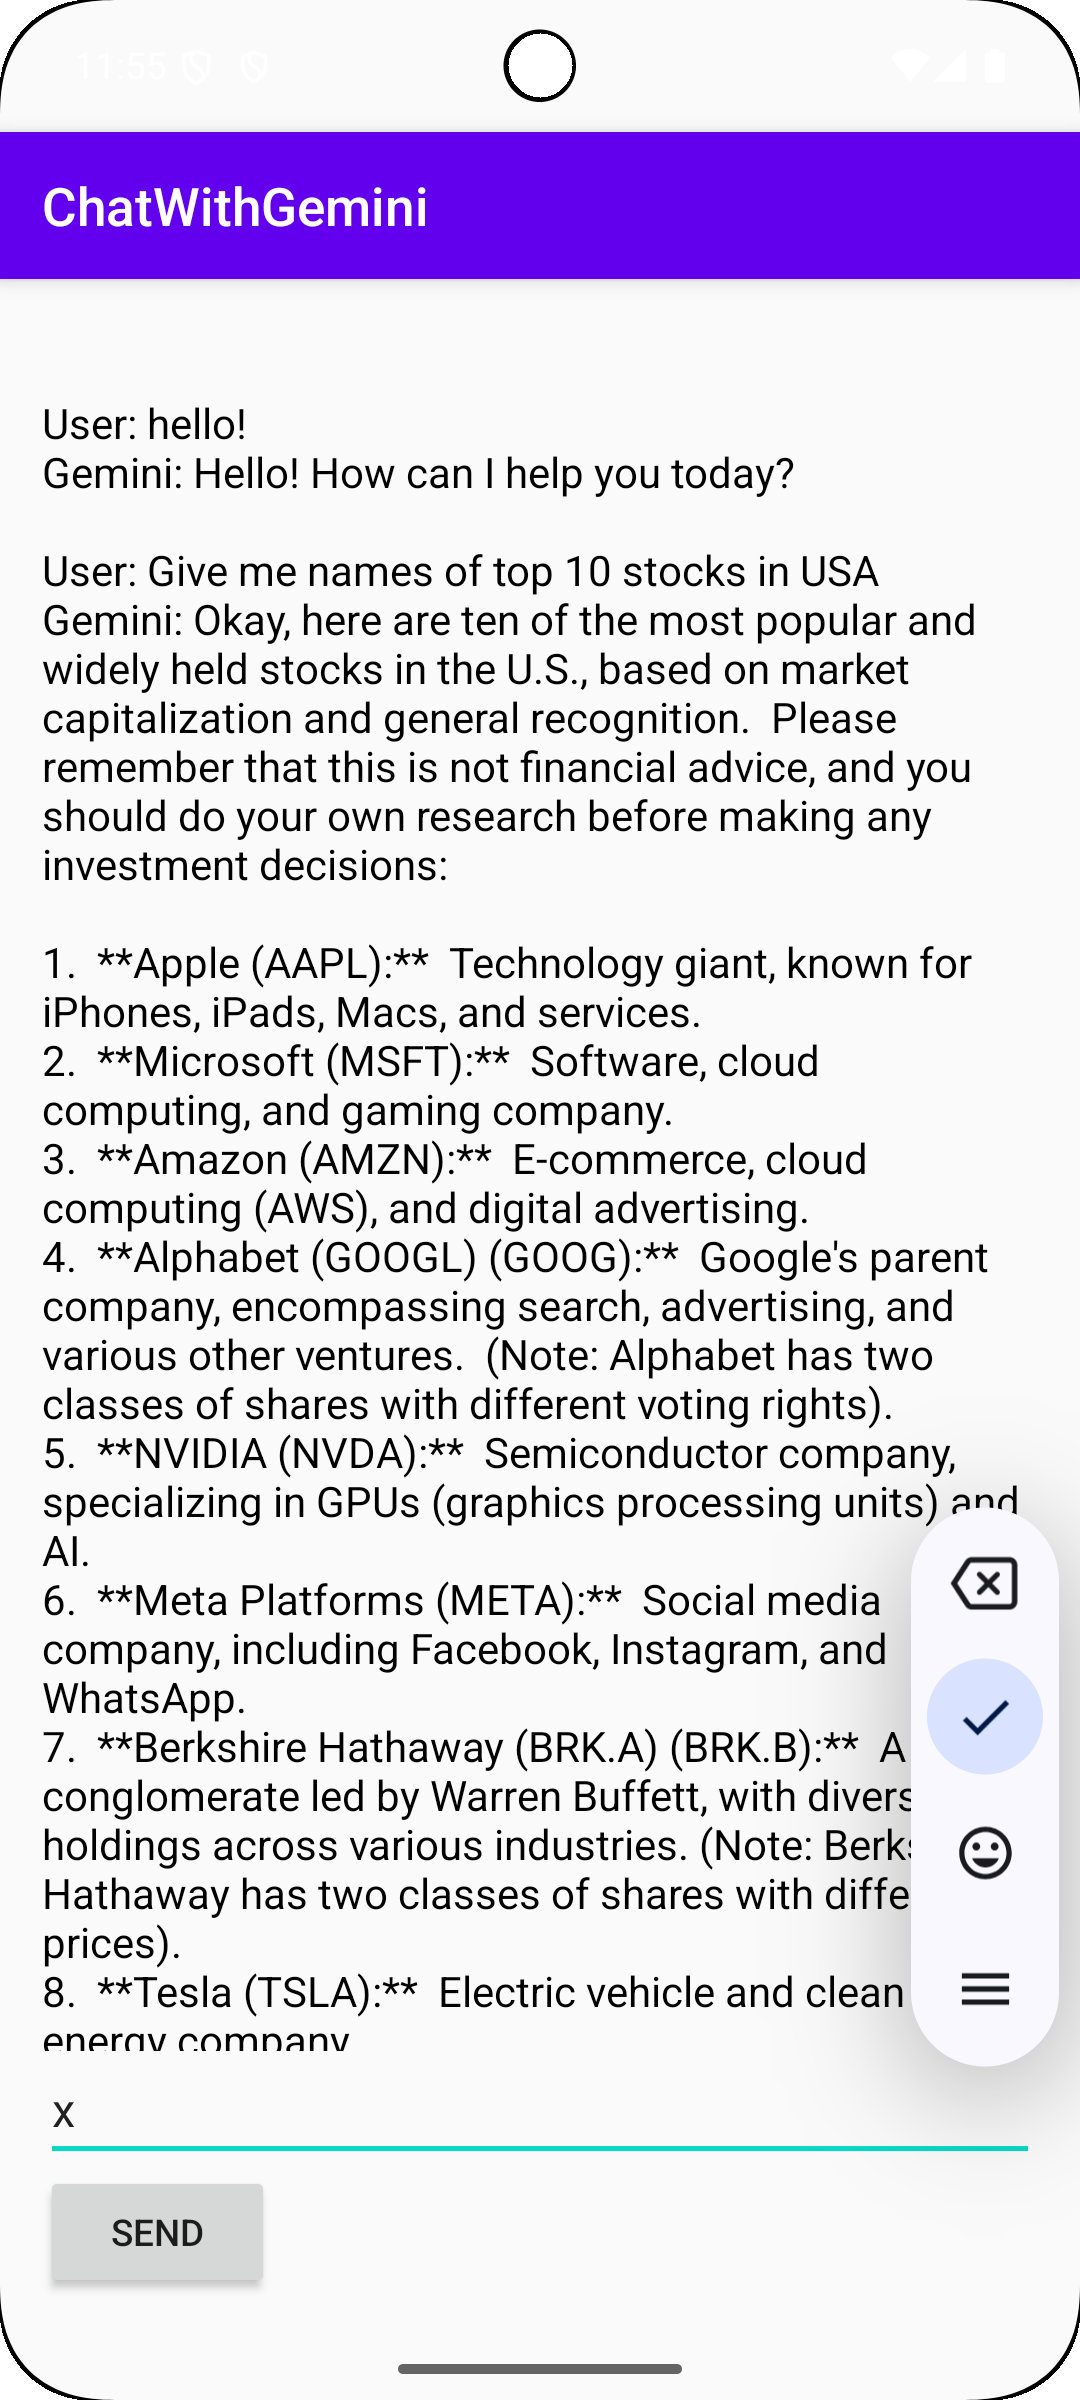 11:55
ChatWithGemini
User: hello!
Gemini: Hello! How can I help you today?
User: Give me names of top 10 stocks in USA
Gemini: Okay, here are ten of the most popular and
widely held stocks in the U.S., based on market
capitalization and general recognition.  Please
remember that this is not financial advice, and you
should do your own research before making any
investment decisions:
1.  **Apple (AAPL):**  Technology giant, known for
iPhones, iPads, Macs, and services.
2.  **Microsoft (MSFT):**  Software, cloud
computing, and gaming company.
3.  **Amazon (AMZN):**  E-commerce, cloud
computing (AWS), and digital advertising.
4.  **Alphabet (GOOGL) (GOOG):**  Google's parent
company, encompassing search, advertising, and
various other ventures.  (Note: Alphabet has two
classes of shares with different voting rights).
5.  **NVIDIA (NVDA):**  Semiconductor company,
specializing in GPUs (graphics processing units) and
AI.
6.  **Meta Platforms (META):**  Social media
company, including Facebook, Instagram, and
WhatsApp.
7.  **Berkshire Hathaway (BRK.A) (BRK.B):**  A
conglomerate led by Warren Buffett, with divers
holdings across various industries. (Note: Berks
Hathaway has two classes of shares with diffe
prices).
8.  **Tesla (TSLA):**  Electric vehicle and clean
energy company
x
SEND